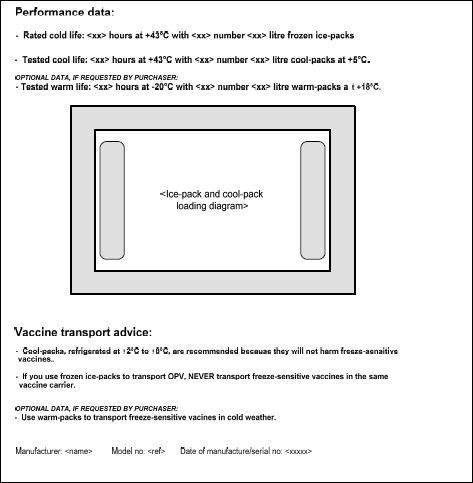 Performance data:
- Rated cold life: <xx> hours at +43°C with <xx> number <xx> litre frozen ice-packs
- Tested cool life: <xx> hours at +43°C with <xx> number <xx> litre cool-packs at +5°C.
OPTIONAL DATA, IF REQUESTED BY PURCHASER:
- Tested warm life: <xx> hours at -20°C with <xx> number <xx> litre warm-packs a t +18°C.
<Ice-pack and cool-pack
loading diagram>
Vaccine transport advice:
- Cool-packs, refrigerated at +2°C to +8°C, are recommended because they will not harm freeze-sensitive
vaccines..
- If you use frozen ice-packs to transport OPV, NEVER transport freeze-sensitive vaccines in the same
vaccine carrier.
OPTIONAL DATA, IF REQUESTED BY PURCHASER:
- Use warm-packs to transport freeze-sensitive vacines in cold weather.
Manufacturer: <name> Model no: <ref> Date of manufacture/serial no: <xxxxx>